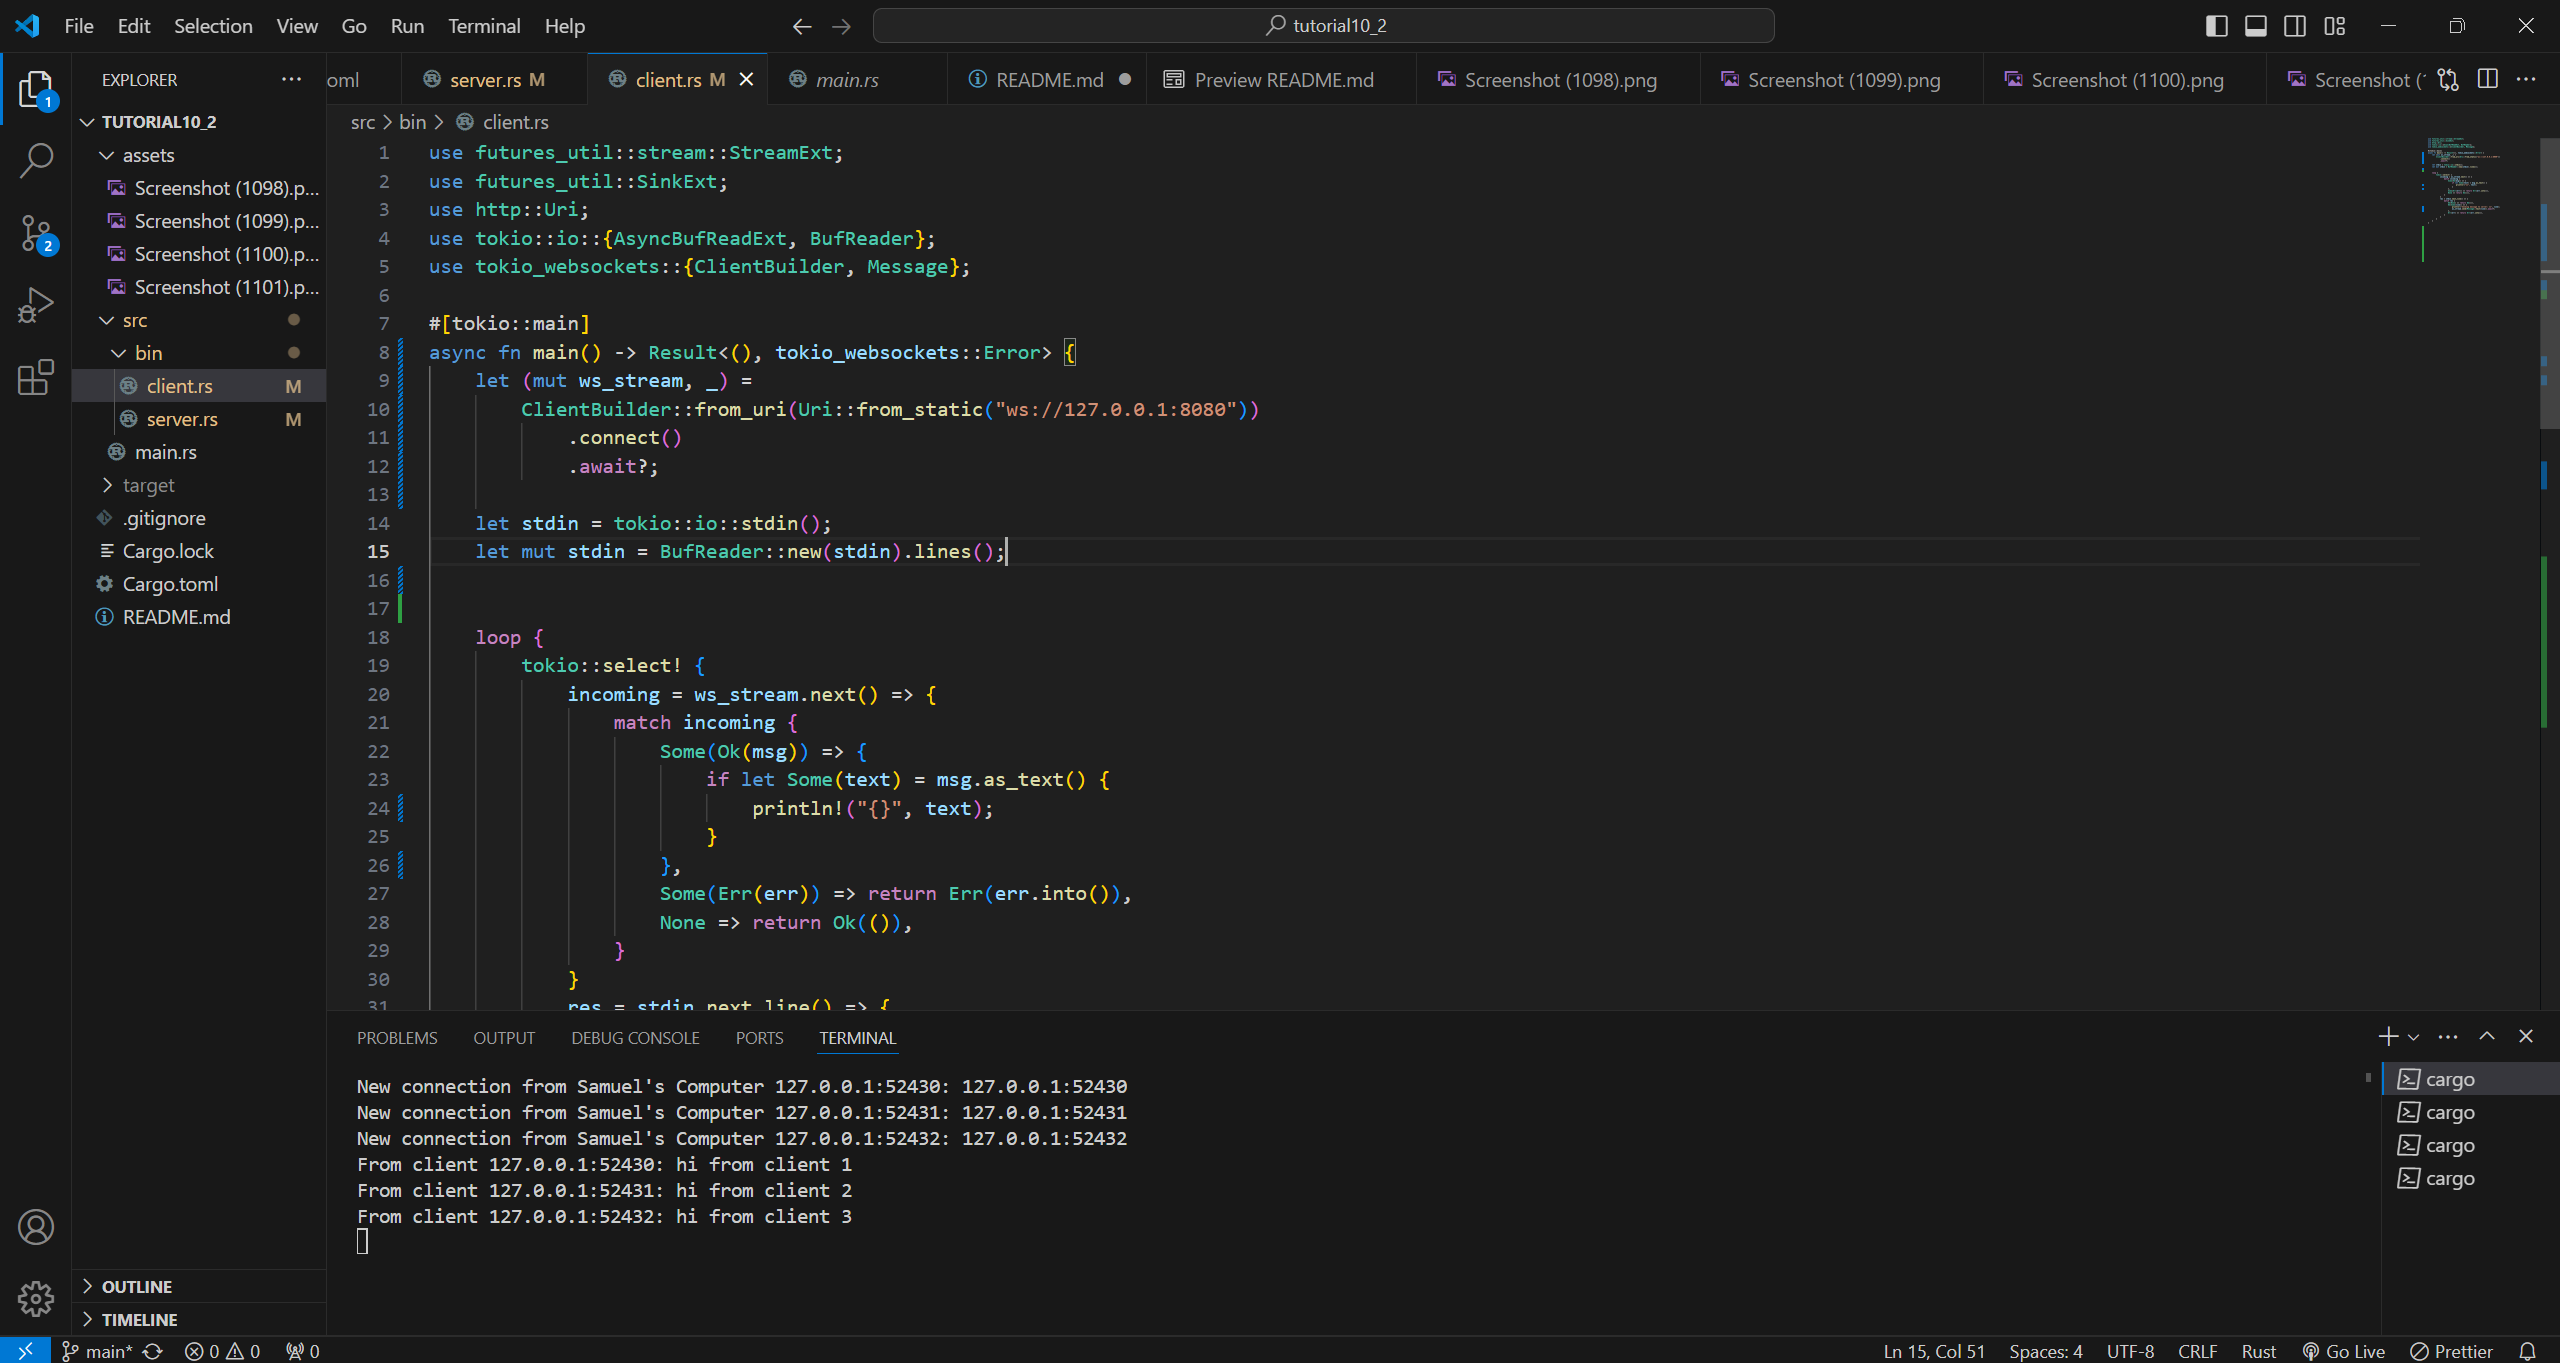 File Edit Selection View Go Run Terminal Help
tutorial10_2
EXPLORER
oml
server.rs M
client.rs M
main.rs
README.md
Preview README.md
Screenshot (1098).png
Screenshot (1099).png
Screenshot (1100).png
Screenshot (
1
2
TUTORIAL10_2
assets
Screenshot (1098).p...
Screenshot (1099).p...
Screenshot (1100).p...
Screenshot (1101).p...
src
bin
client.rs M
server.rs M
main.rs
target
.gitignore
Cargo.lock
Cargo.toml
README.md
OUTLINE
TIMELINE
src > bin > client.rs
1 use futures_util::stream::StreamExt;
2 use futures_util::SinkExt;
3 use http::Uri;
4 use tokio::io::{AsyncBufReadExt, BufReader};
5 use tokio_websockets::{ClientBuilder, Message};
6
7 #[tokio::main]
8 async fn main() -> Result<(), tokio_websockets::Error> {
9 let (mut ws_stream, _) =
10 ClientBuilder::from_uri(Uri::from_static("ws://127.0.0.1:8080"))
11 .connect()
12 .await?;
13
14 let stdin = tokio::io::stdin();
15 let mut stdin = BufReader::new(stdin).lines();
16
17
18 loop {
19 tokio::select! {
20 incoming = ws_stream.next() => {
21 match incoming {
22 Some(Ok(msg)) => {
23 if let Some(text) = msg.as_text() {
24 println!("{}", text);
25 }
26 },
27 Some(Err(err)) => return Err(err.into()),
28 None => return Ok(()),
29 }
30 }
31 res = stdin.next_line() => {
PROBLEMS OUTPUT DEBUG CONSOLE PORTS TERMINAL
New connection from Samuel's Computer 127.0.0.1:52430: 127.0.0.1:52430
New connection from Samuel's Computer 127.0.0.1:52431: 127.0.0.1:52431
New connection from Samuel's Computer 127.0.0.1:52432: 127.0.0.1:52432
From client 127.0.0.1:52430: hi from client 1
From client 127.0.0.1:52431: hi from client 2
From client 127.0.0.1:52432: hi from client 3
cargo
cargo
cargo
cargo
main* 0 0 0
Ln 15, Col 51 Spaces: 4 UTF-8 CRLF Rust Go Live Prettier